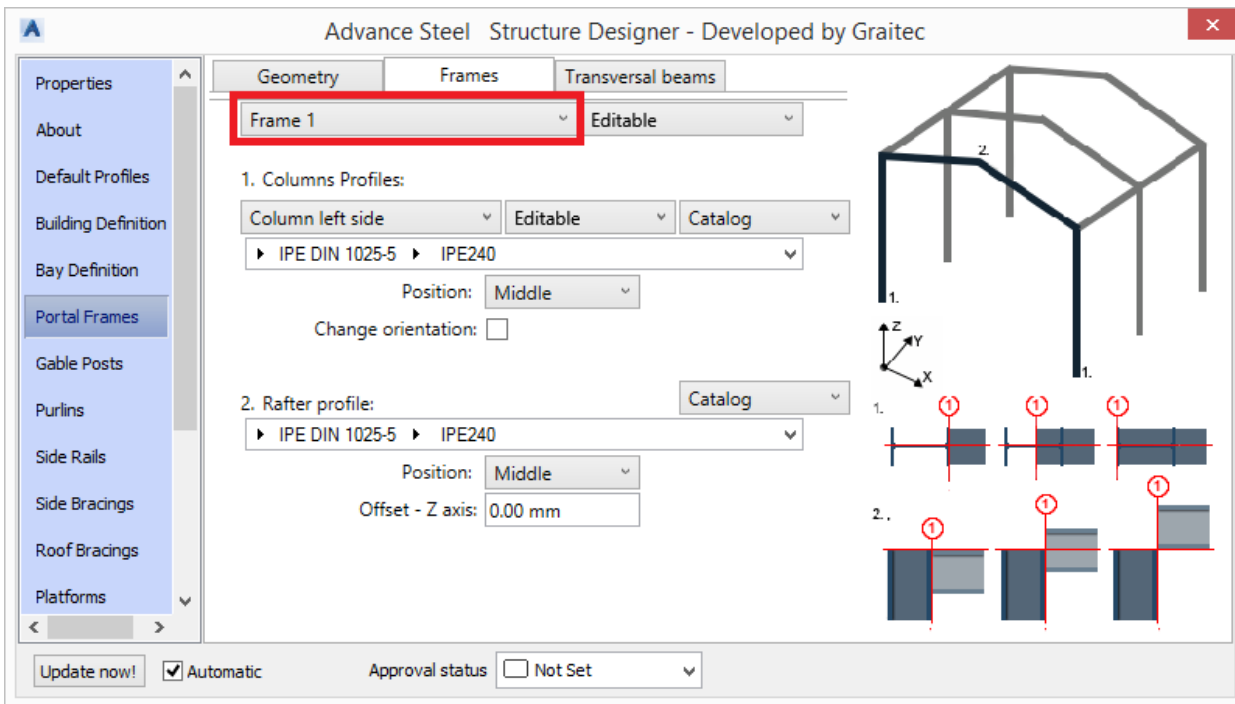 Advance Steel   Structure Designer - Developed by Graitec
Properties
About
Default Profiles
Building Definition
Bay Definition
Portal Frames
Gable Posts
Purlins
Side Rails
Side Bracings
Roof Bracings
Platforms
Geometry Frames Transversal beams
Frame 1 Editable
1. Columns Profiles:
Column left side Editable Catalog
IPE DIN 1025-5 IPE240
Position: Middle
Change orientation:
2. Rafter profile: Catalog
IPE DIN 1025-5 IPE240
Position: Middle
Offset - Z axis: 0.00 mm
2.
1.
1.
Z
Y
X
1.
1 1 1
2. .
1 1 1
Update now! Automatic Approval status Not Set